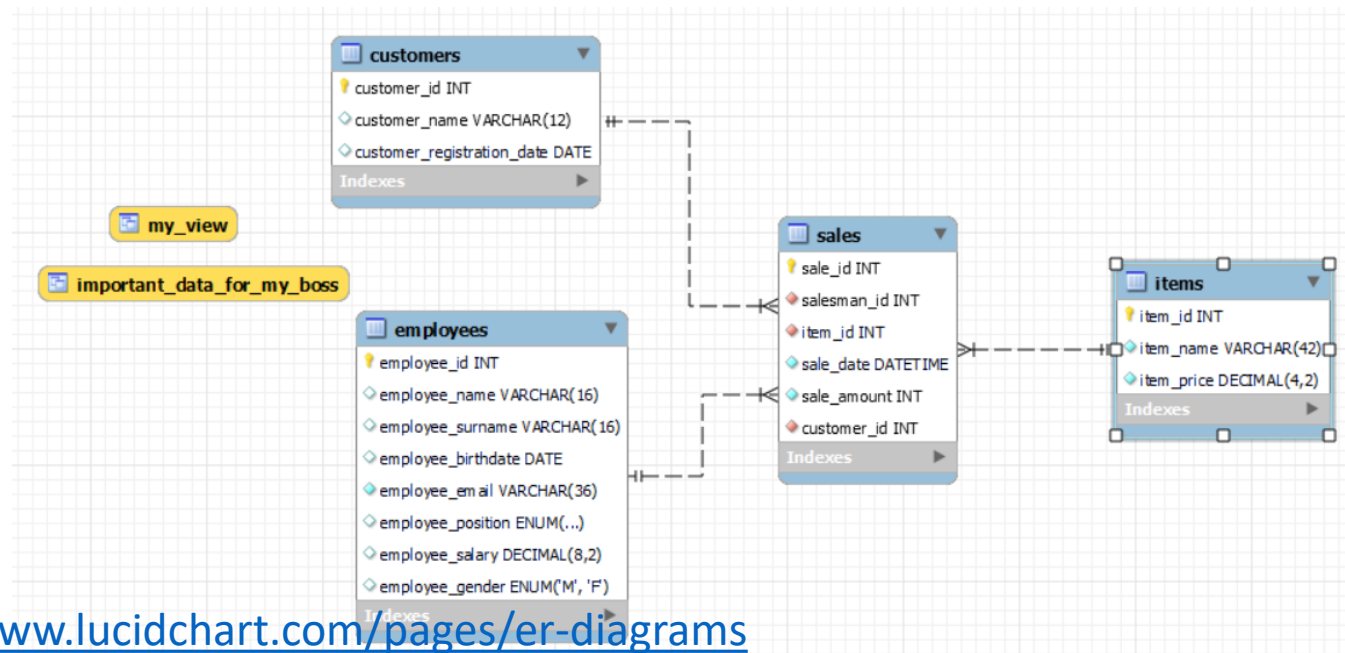 customers
customer_id INT
customer_name VARCHAR(12)
customer_registration_date DATE
Indexes
my_view
important_data_for_my_boss
employees
employee_id INT
employee_name VARCHAR(16)
employee_surname VARCHAR(16)
employee_birthdate DATE
employee_email VARCHAR(36)
employee_position ENUM(...)
employee_salary DECIMAL(8,2)
employee_gender ENUM('M', 'F')
Indexes
sales
sale_id INT
salesman_id INT
item_id INT
sale_date DATETIME
sale_amount INT
customer_id INT
Indexes
items
item_id INT
item_name VARCHAR(42)
item_price DECIMAL(4,2)
Indexes
ww.lucidchart.com/pages/er-diagrams